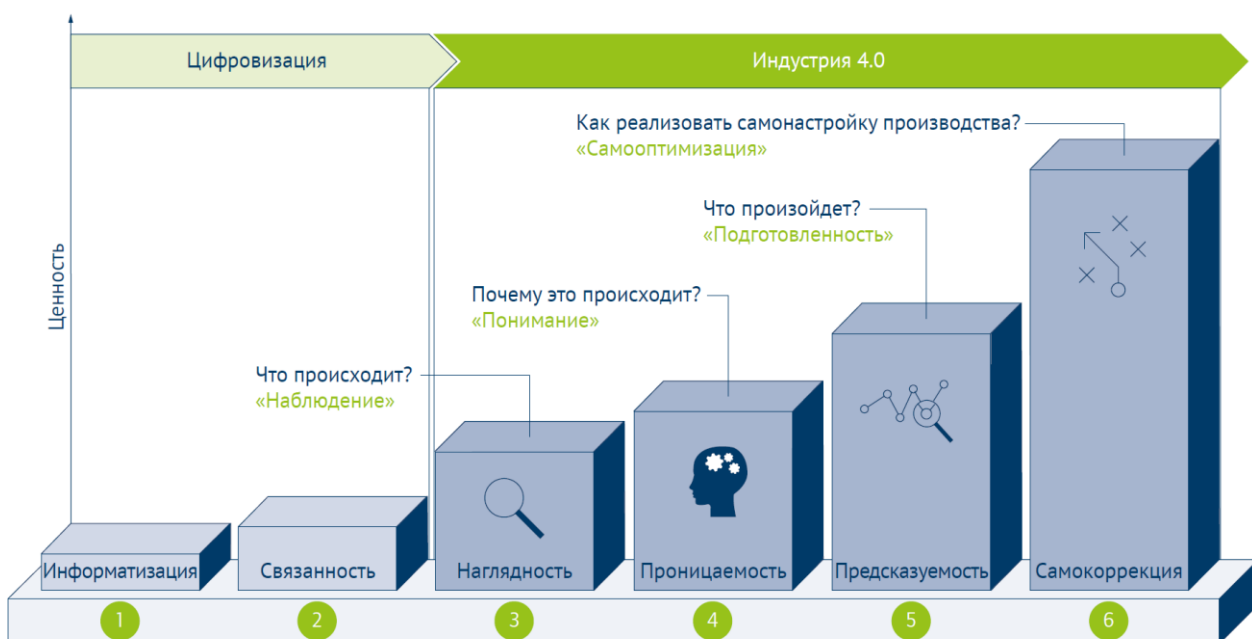 Цифровизация
Индустрия 4.0
Как реализовать самонастройку производства?
«Самооптимизация»
Что произойдет?
«Подготовленность»
Почему это происходит?
«Понимание»
Что происходит?
«Наблюдение»
Ценность
Информатизация
Связанность
Наглядность
Проницаемость
Предсказуемость
Самокоррекция
1
2
3
4
5
6